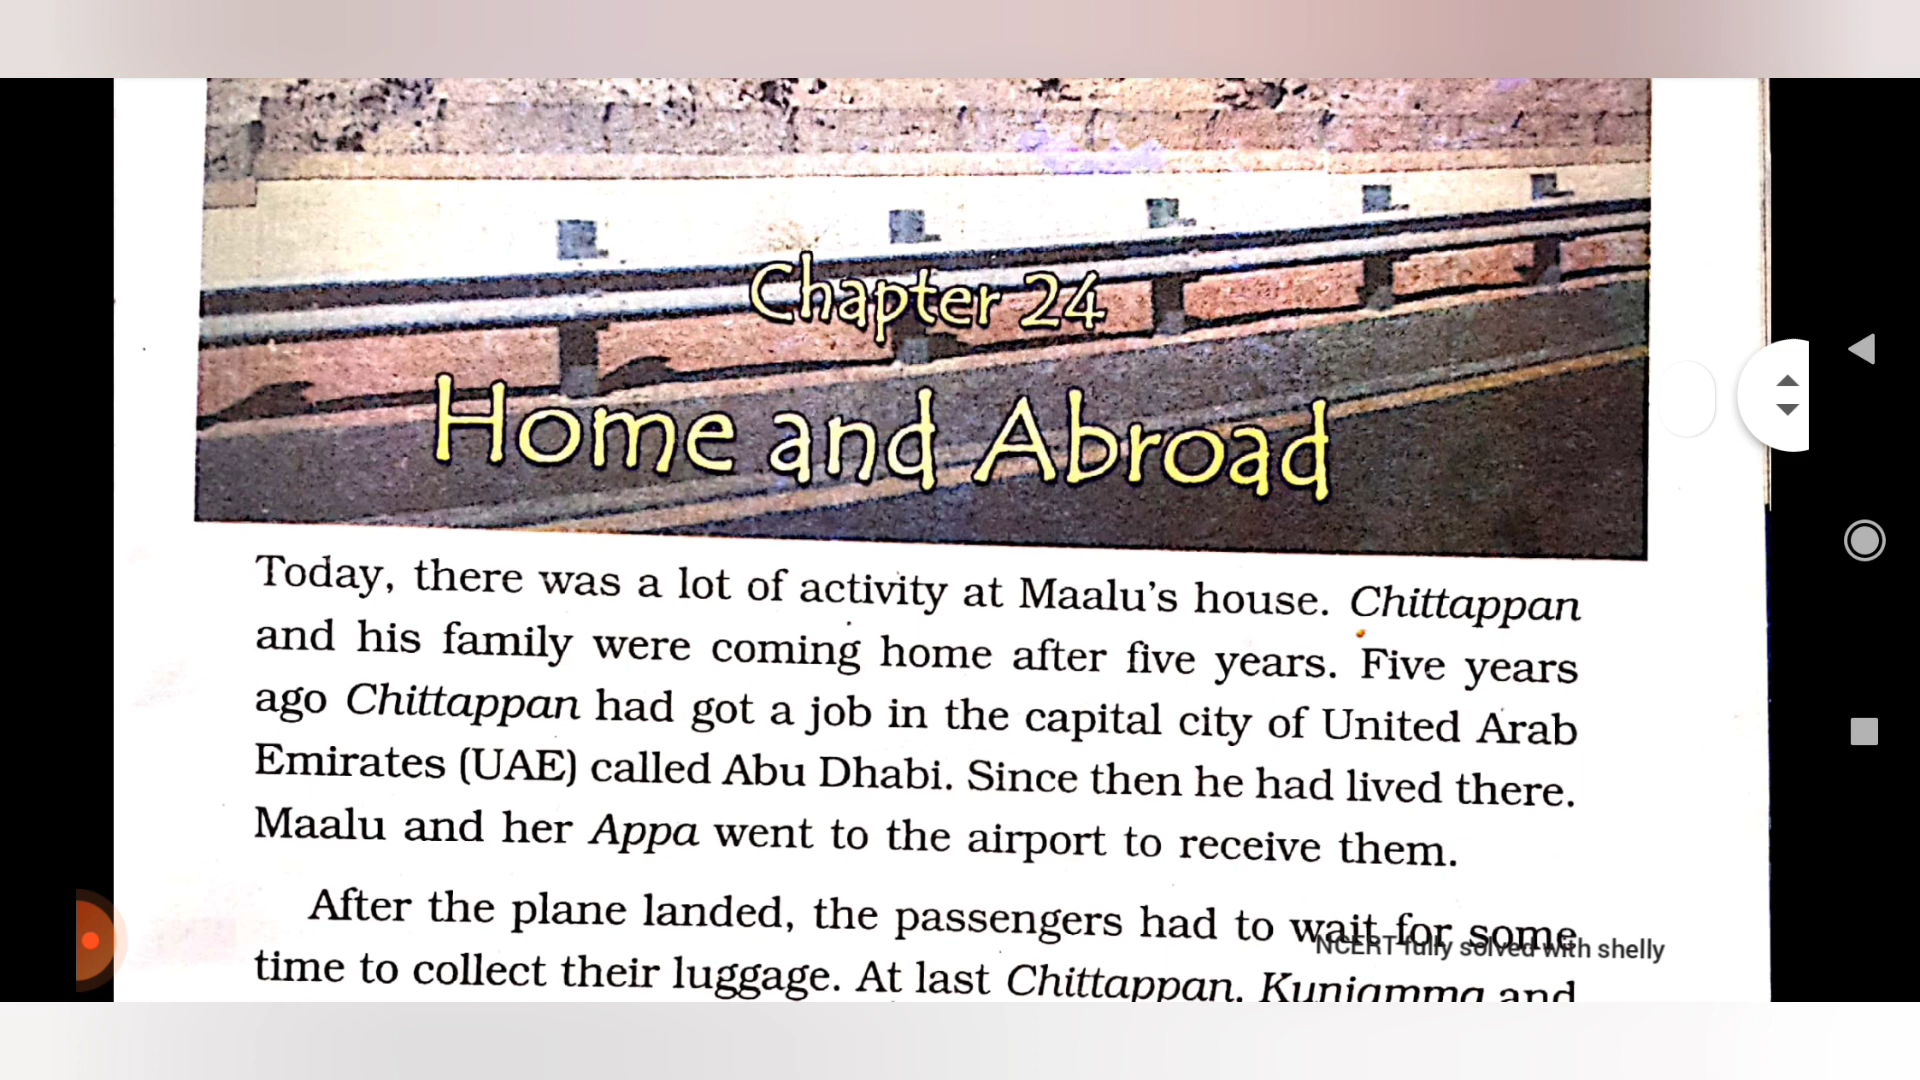 Chapter 24
Home and Abroad
Today, there was a lot of activity at Maalu's house. Chittappan
and his family were coming home after five years. Five years
ago Chittappan had got a job in the capital city of United Arab
Emirates (UAE) called Abu Dhabi. Since then he had lived there.
Maalu and her Appa went to the airport to receive them.
After the plane landed, the passengers had to wait for some
NCERT fully solved with shelly
time to collect their luggage. At last Chittappan, Kunjamma and